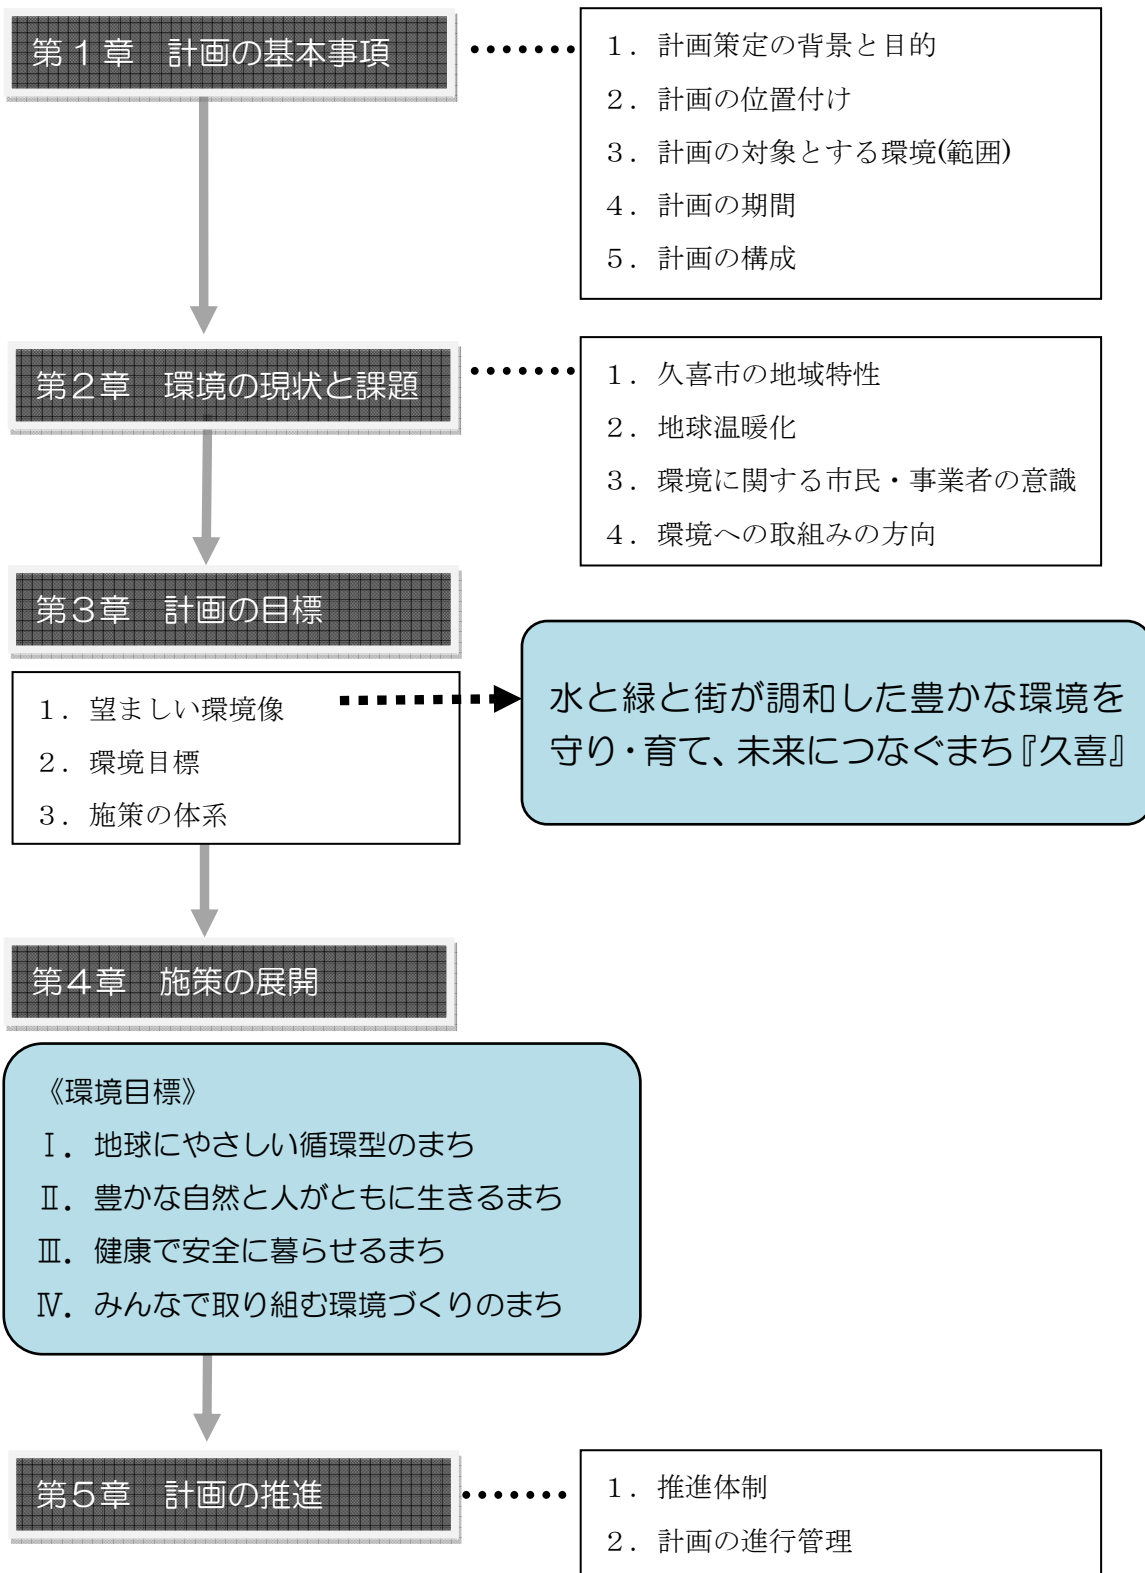 第１章　計画の基本事項
１．計画策定の背景と目的
２．計画の位置付け
３．計画の対象とする環境(範囲)
４．計画の期間
５．計画の構成
第２章　環境の現状と課題
１．久喜市の地域特性
２．地球温暖化
３．環境に関する市民・事業者の意識
４．環境への取組みの方向
第３章　計画の目標
１．望ましい環境像
２．環境目標
３．施策の体系
水と緑と街が調和した豊かな環境を
守り・育て、未来につなぐまち『久喜』
第４章　施策の展開
《環境目標》
Ⅰ．地球にやさしい循環型のまち
Ⅱ．豊かな自然と人がともに生きるまち
Ⅲ．健康で安全に暮らせるまち
Ⅳ．みんなで取り組む環境づくりのまち
第５章　計画の推進
１．推進体制
２．計画の進行管理